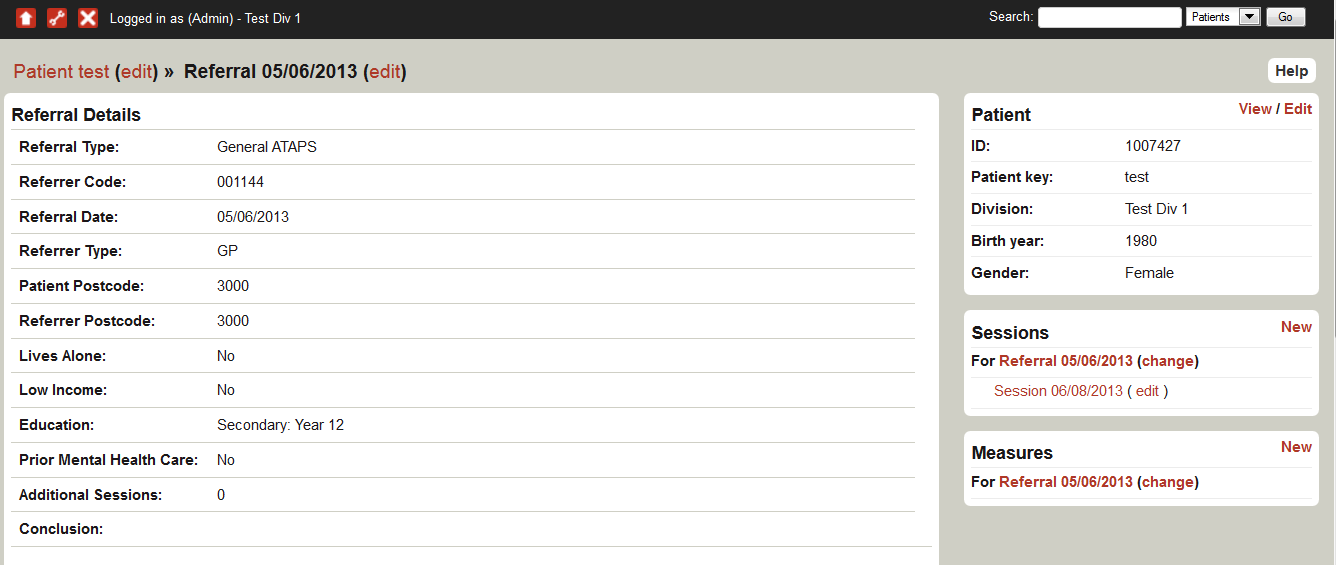 Logged in as (Admin) - Test Div 1
Search: Patients Go
Patient test (edit) » Referral 05/06/2013 (edit)
Help
Referral Details
Referral Type: General ATAPS
Referrer Code: 001144
Referral Date: 05/06/2013
Referrer Type: GP
Patient Postcode: 3000
Referrer Postcode: 3000
Lives Alone: No
Low Income: No
Education: Secondary: Year 12
Prior Mental Health Care: No
Additional Sessions: 0
Conclusion:
Patient View / Edit
ID: 1007427
Patient key: test
Division: Test Div 1
Birth year: 1980
Gender: Female
Sessions New
For Referral 05/06/2013 (change)
Session 06/08/2013 ( edit )
Measures New
For Referral 05/06/2013 (change)